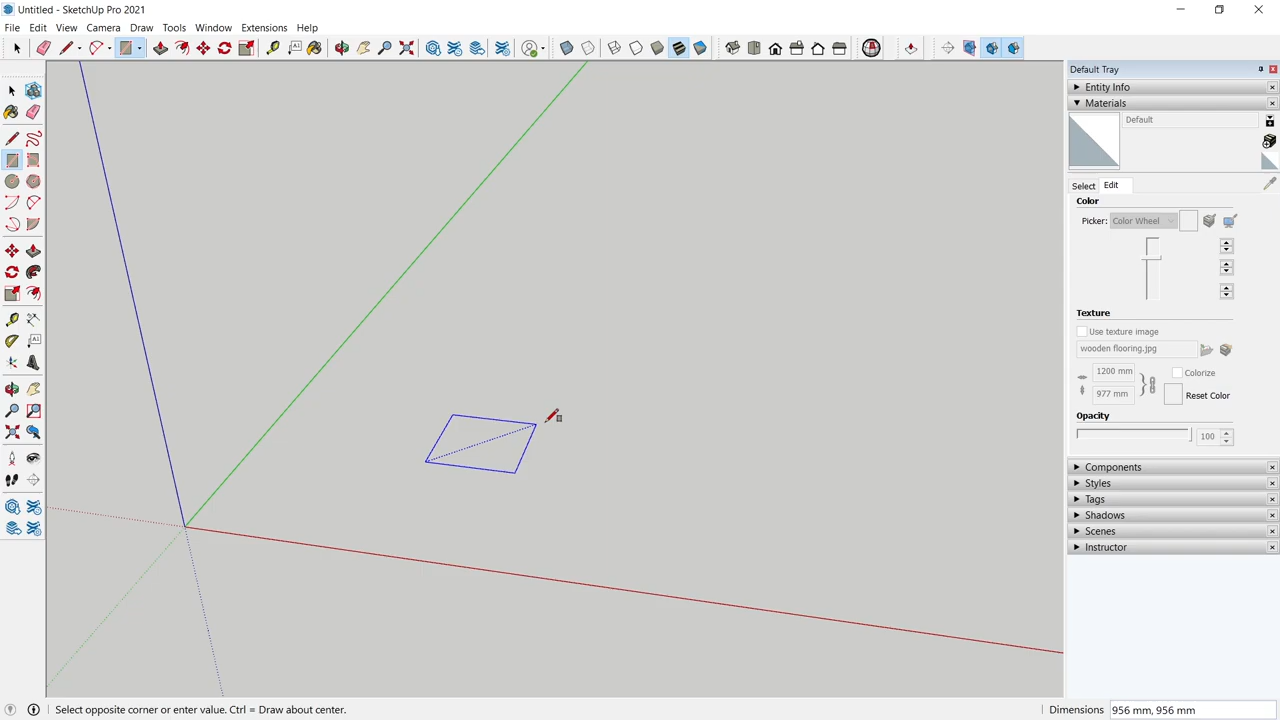 Untitled - SketchUp Pro 2021
File Edit View Camera Draw Tools Window Extensions Help
Default Tray
Entity Info
Materials
Default
Select Edit
Color
Picker: Color Wheel
Texture
Use texture image
wooden flooring.jpg
1200 mm Colorize
977 mm Reset Color
Opacity
100
Components
Styles
Tags
Shadows
Scenes
Instructor
Select opposite corner or enter value. Ctrl = Draw about center.
Dimensions 956 mm, 956 mm